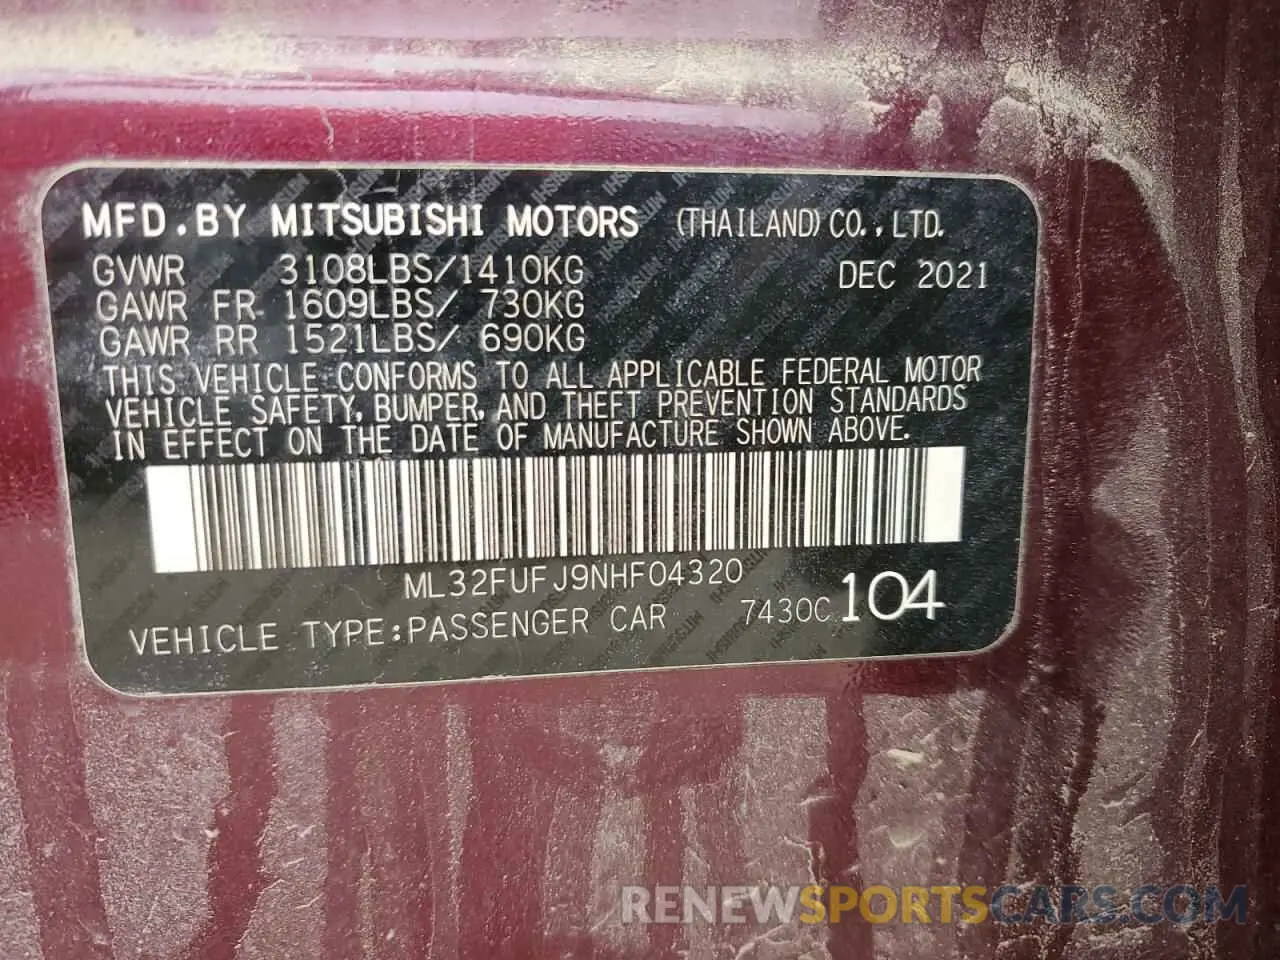 MFD.BY MITSUBISHI MOTORS (THAILAND) CO.,LTD.
GVWR 3108LBS/1410KG DEC 2021
GAWR FR 1609LBS/ 730KG
GAWR RR 1521LBS/ 690KG
THIS VEHICLE CONFORMS TO ALL APPLICABLE FEDERAL MOTOR
VEHICLE SAFETY, BUMPER, AND THEFT PREVENTION STANDARDS
IN EFFECT ON THE DATE OF MANUFACTURE SHOWN ABOVE.
ML32FUFJ9NHF04320
VEHICLE TYPE:PASSENGER CAR 7430C 104
RENEWSPORTSCARS.COM